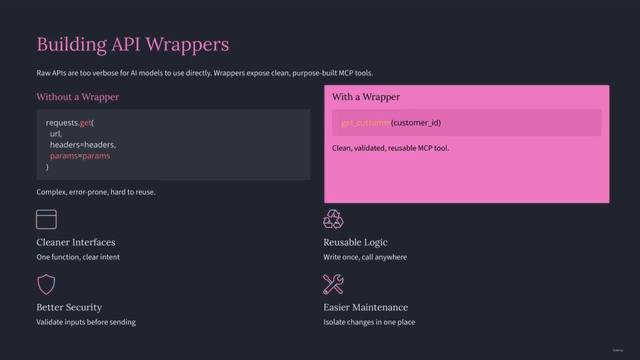 Building API Wrappers
Raw APIs are too verbose for AI models to use directly. Wrappers expose clean, purpose-built MCP tools.
Without a Wrapper
requests.get(
url,
headers=headers,
params=params
)
Complex, error-prone, hard to reuse.
With a Wrapper
get_customer(customer_id)
Clean, validated, reusable MCP tool.
Cleaner Interfaces
One function, clear intent
Reusable Logic
Write once, call anywhere
Better Security
Validate inputs before sending
Easier Maintenance
Isolate changes in one place